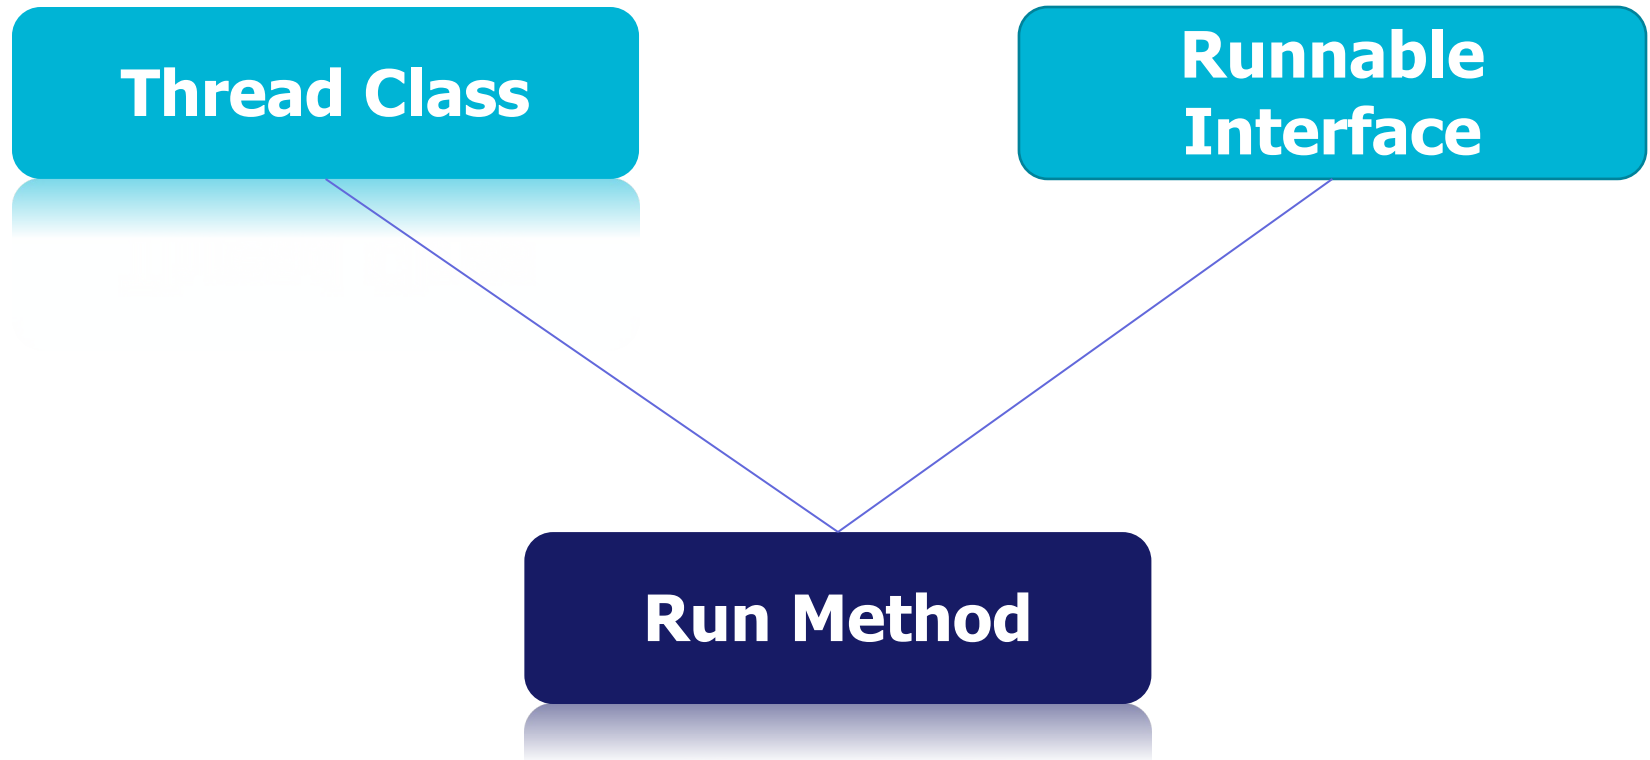 Thread Class
Runnable
Interface
Run Method